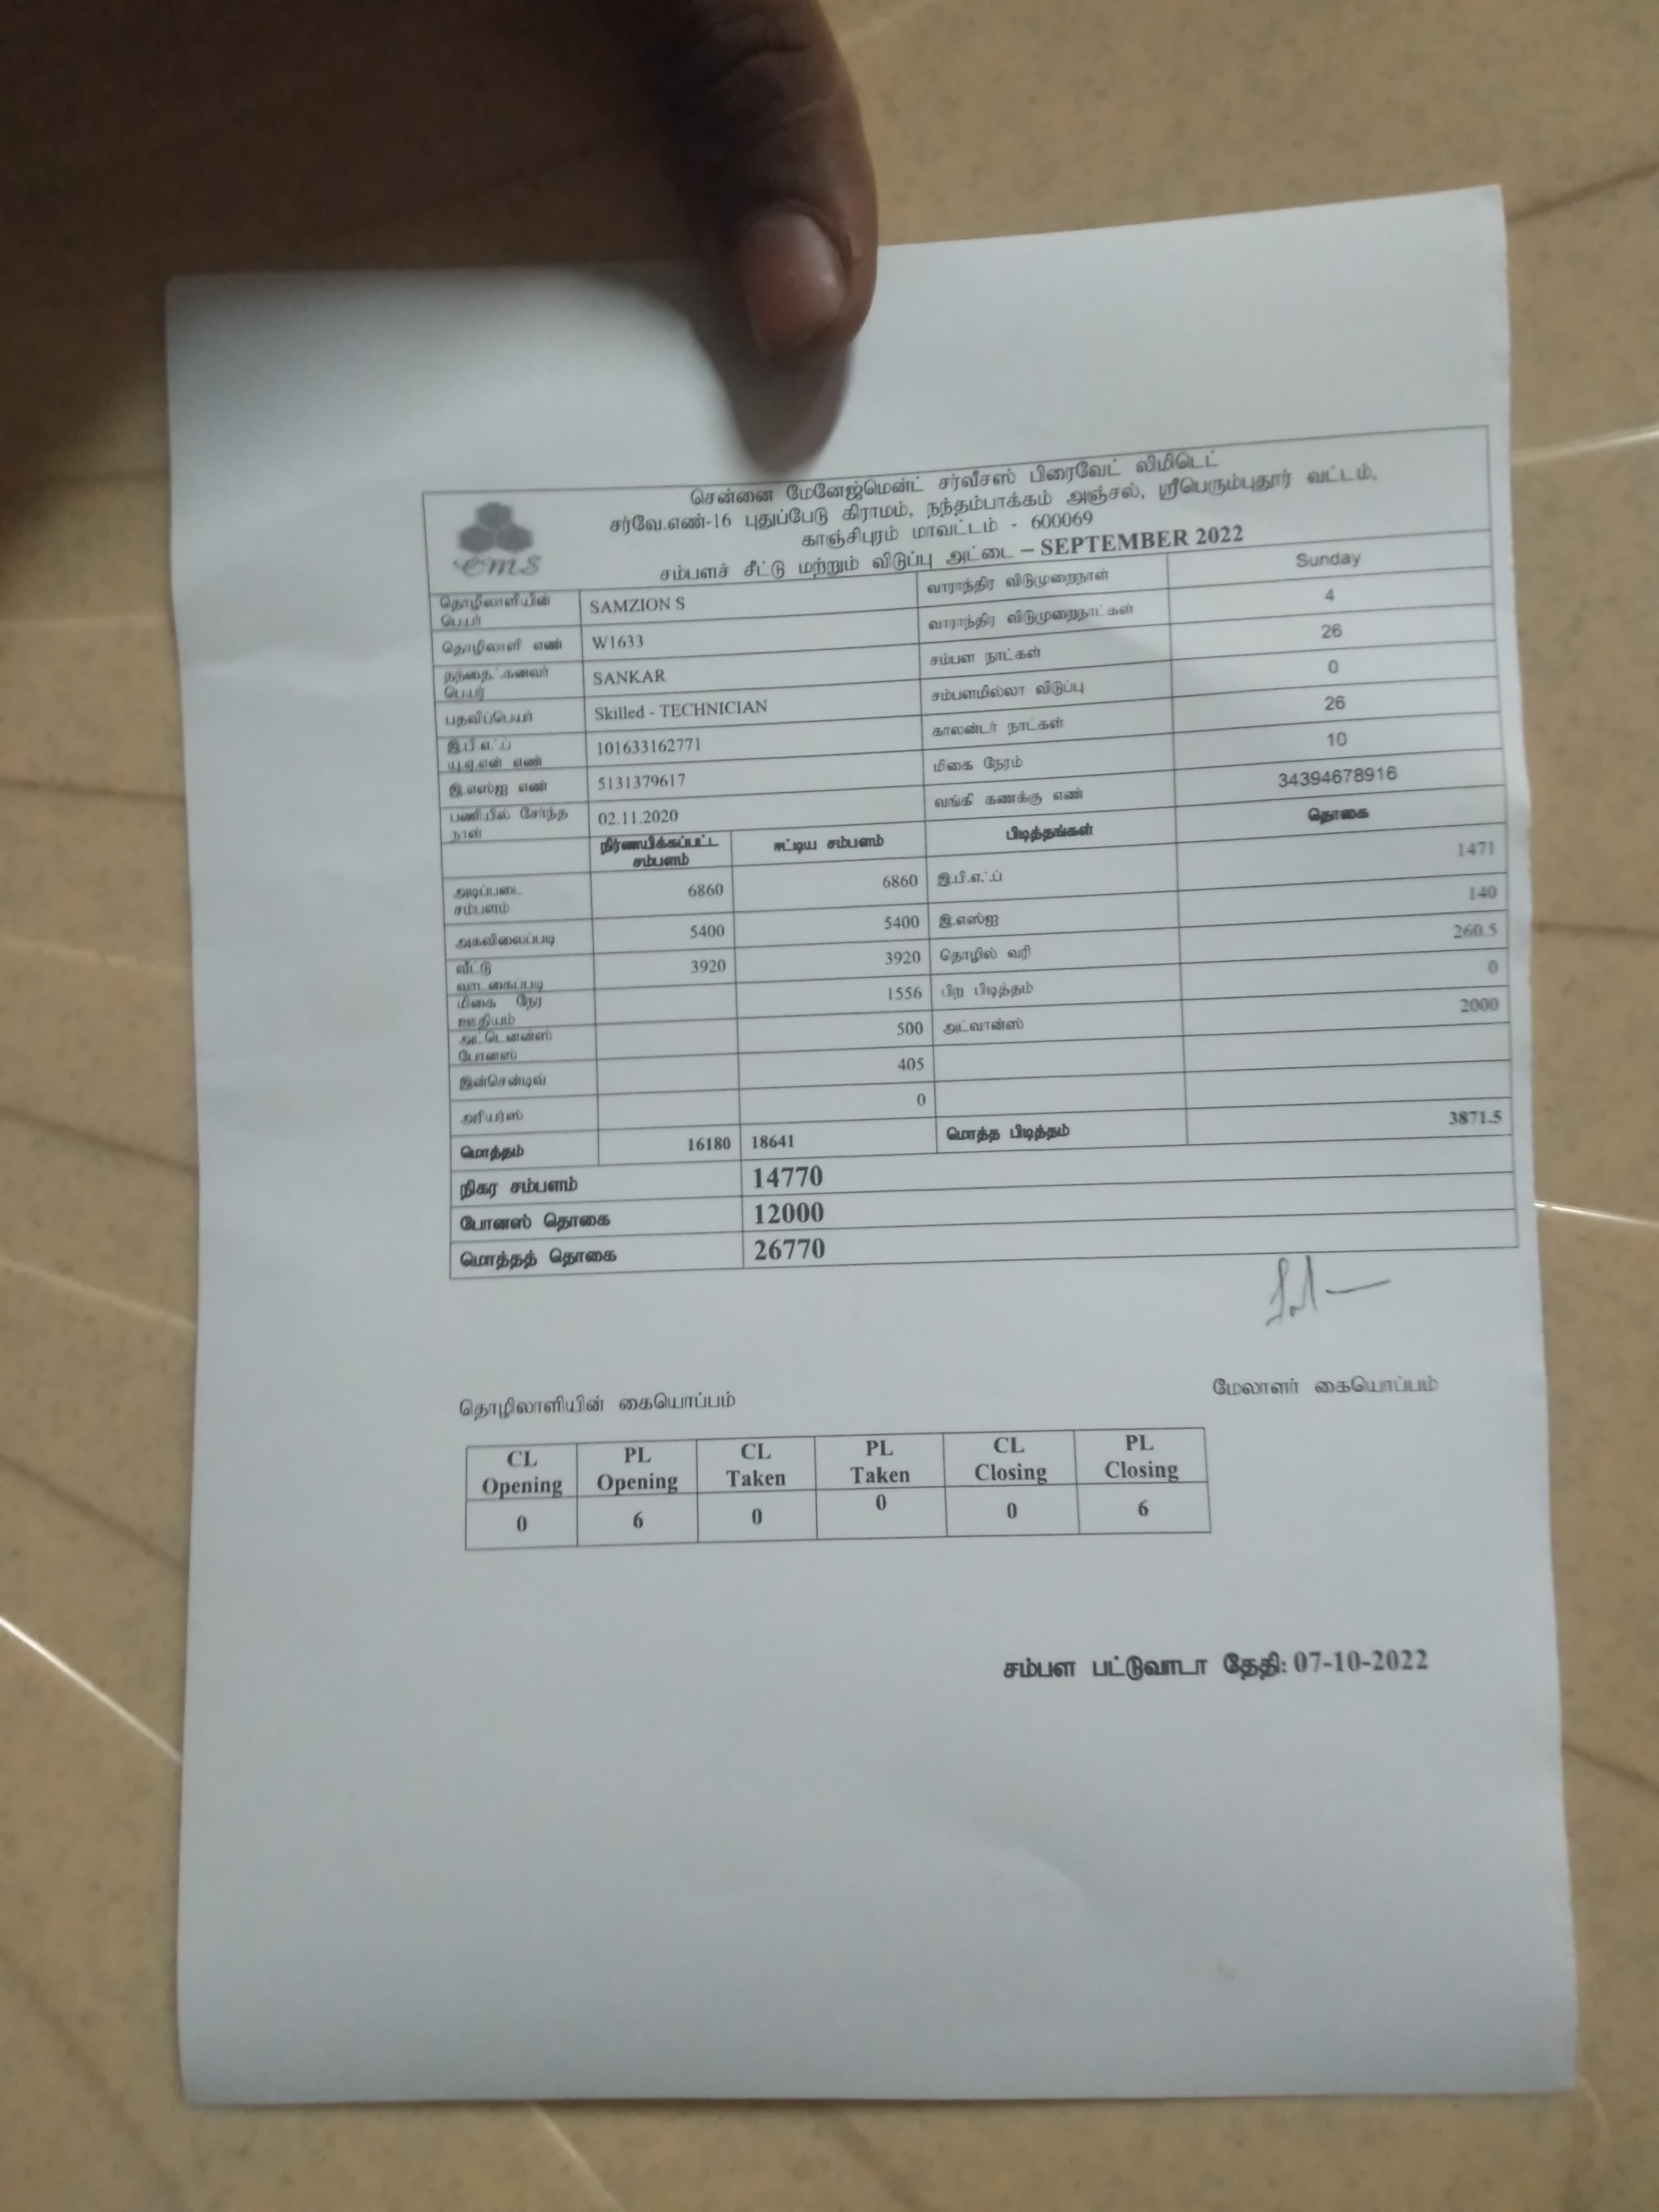 சென்னை மேனேஜ்மென்ட் சர்வீசஸ் பிரைவேட் லிமிடெட்
சர்வே.எண்-16 புதுப்பேடு கிராமம், நந்தம்பாக்கம் அஞ்சல், ஸ்ரீபெரும்புதூர் வட்டம்,
காஞ்சிபுரம் மாவட்டம் - 600069
cms
சம்பளச் சீட்டு மற்றும் விடுப்பு அட்டை – SEPTEMBER 2022
தொழிலாளியின் பெயர் SAMZION S வாராந்திர விடுமுறைநாள் Sunday
தொழிலாளி எண் W1633 வாராந்திர விடுமுறைநாட்கள் 4
தந்தை/கணவர் பெயர் SANKAR சம்பள நாட்கள் 26
பதவிப்பெயர் Skilled - TECHNICIAN சம்பளமில்லா விடுப்பு 0
இ.பி.எஃப் யு.ஏ.என் எண் 101633162771 காலண்டர் நாட்கள் 26
இ.எஸ்ஐ எண் 5131379617 மிகை நேரம் 10
பணியில் சேர்ந்த நாள் 02.11.2020 வங்கி கணக்கு எண் 34394678916
நிர்ணயிக்கப்பட்ட சம்பளம் ஈட்டிய சம்பளம் பிடித்தங்கள் தொகை
அடிப்படை சம்பளம் 6860 6860 இ.பி.எஃப் 1471
அகவிலைப்படி 5400 5400 இ.எஸ்ஐ 140
வீட்டு வாடகைப்படி 3920 3920 தொழில் வரி 260.5
மிகை நேர ஊதியம் 1556 பிற பிடித்தம் 0
அட்டெனன்ஸ் போனஸ் 500 அட்வான்ஸ் 2000
இன்சென்டிவ் 405
அரியர்ஸ் 0
மொத்தம் 16180 18641 மொத்த பிடித்தம் 3871.5
நிகர சம்பளம் 14770
போனஸ் தொகை 12000
மொத்தத் தொகை 26770
தொழிலாளியின் கையொப்பம் மேலாளர் கையொப்பம்
CL Opening PL Opening CL Taken PL Taken CL Closing PL Closing
0 6 0 0 0 6
சம்பள பட்டுவாடா தேதி: 07-10-2022